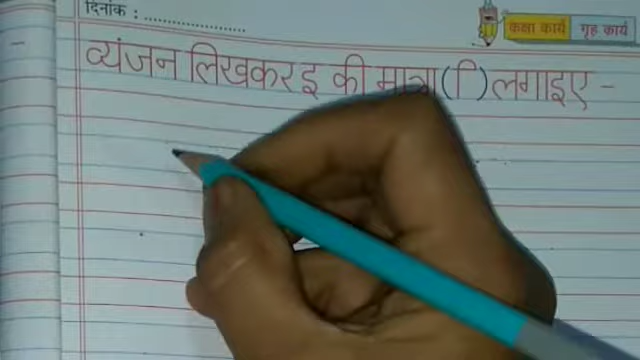 दिनांक : ..............................
कक्षा कार्य गृह कार्य
व्यंजन लिखकर इ की मात्रा ( ि ) लगाइए -